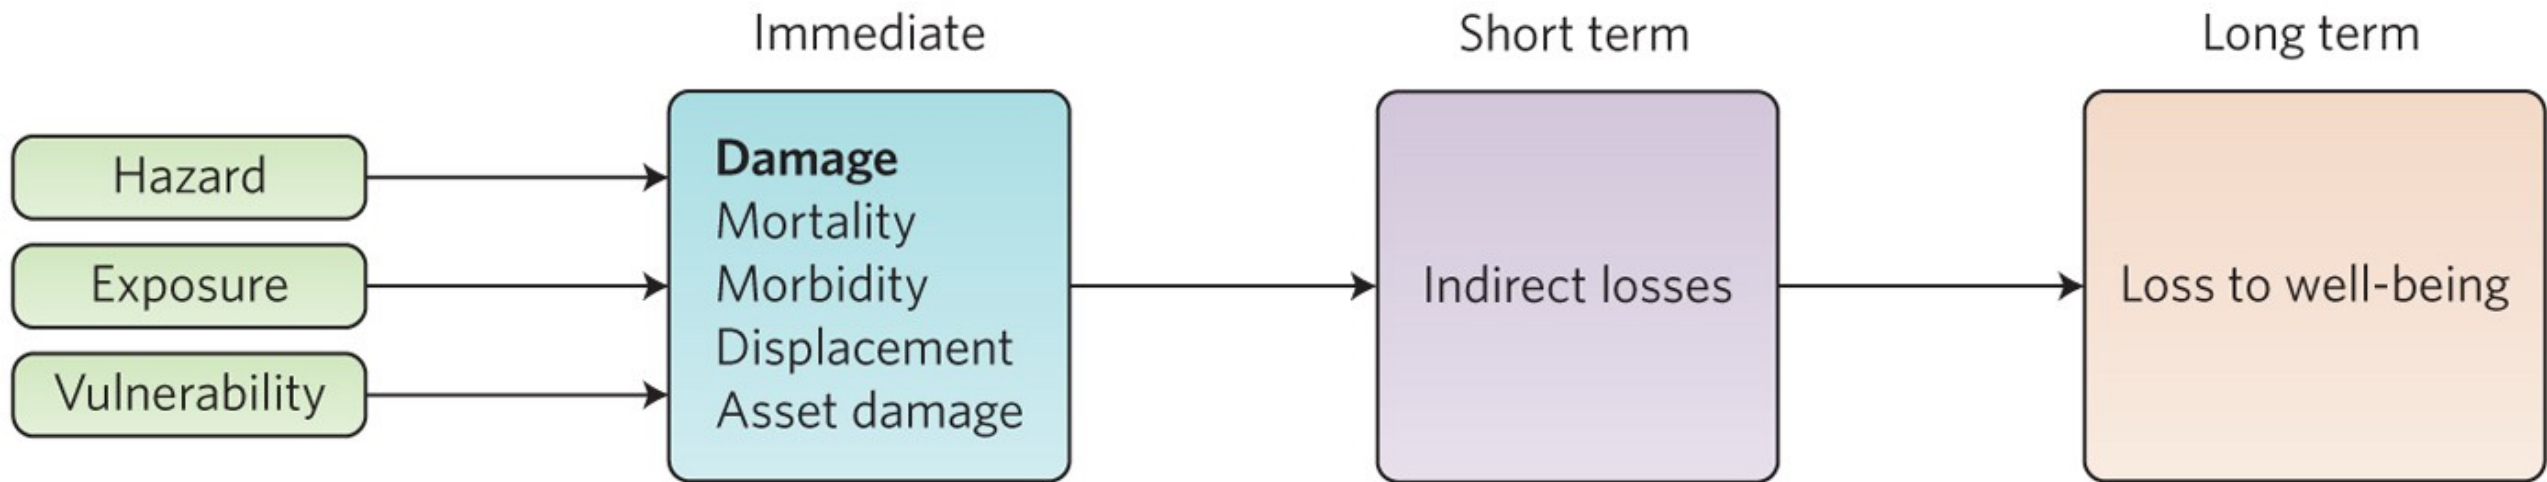 Immediate
Short term
Long term
Hazard
Exposure
Vulnerability
Damage
Mortality
Morbidity
Displacement
Asset damage
Indirect losses
Loss to well-being